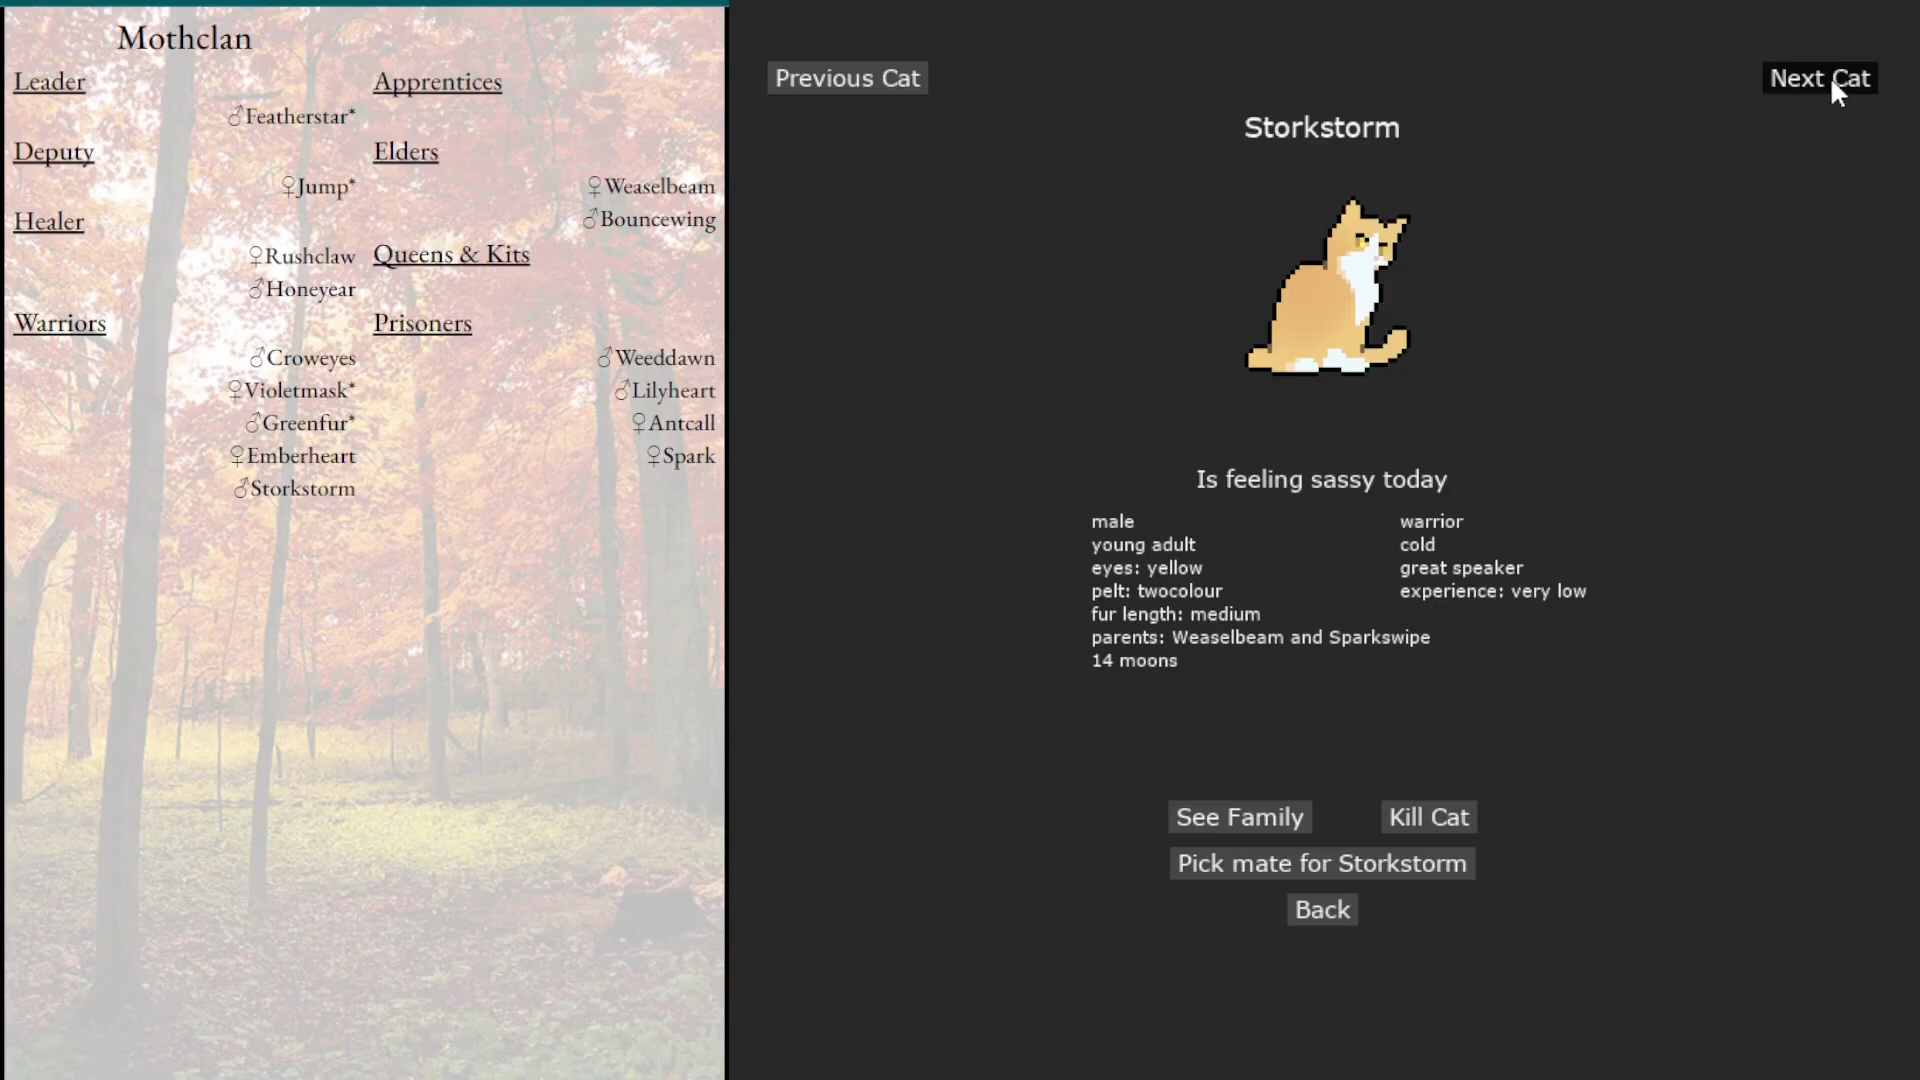 Mothclan
Leader
♂Featherstar*
Deputy
♀Jump*
Healer
♀Rushclaw
♂Honeyear
Warriors
♂Croweyes
♀Violetmask*
♂Greenfur*
♀Emberheart
♂Storkstorm
Apprentices
Elders
♀Weaselbeam
♂Bouncewing
Queens & Kits
Prisoners
♂Weeddawn
♂Lilyheart
♀Antcall
♀Spark
Previous Cat
Next Cat
Storkstorm
Is feeling sassy today
male
young adult
eyes: yellow
pelt: twocolour
fur length: medium
parents: Weaselbeam and Sparkswipe
14 moons
warrior
cold
great speaker
experience: very low
See Family
Kill Cat
Pick mate for Storkstorm
Back